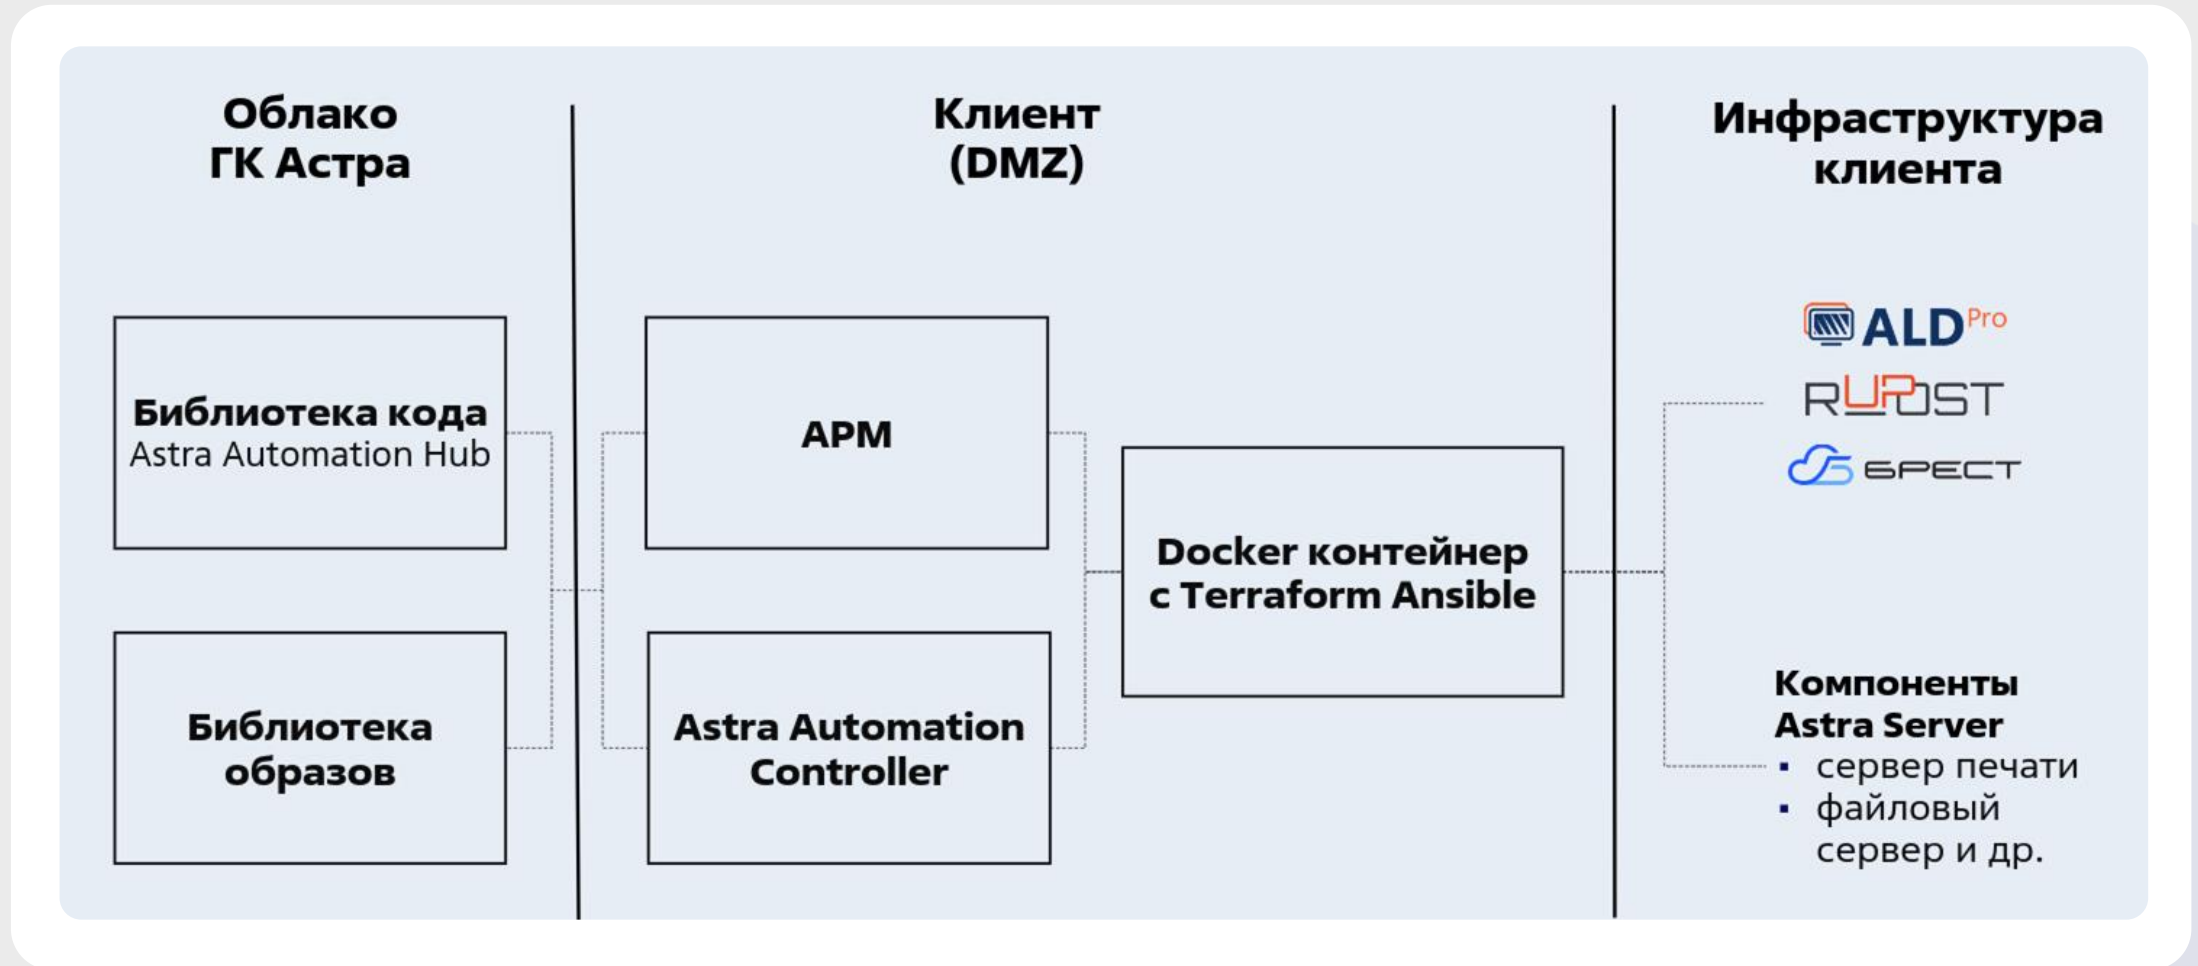 Облако
ГК Астра
Клиент
(DMZ)
Инфраструктура
клиента
Библиотека кода
Astra Automation Hub
Библиотека
образов
АРМ
Astra Automation
Controller
Docker контейнер
с Terraform Ansible
ALD Pro
RUPOST
БРЕСТ
Компоненты
Astra Server
▪ сервер печати
▪ файловый
сервер и др.